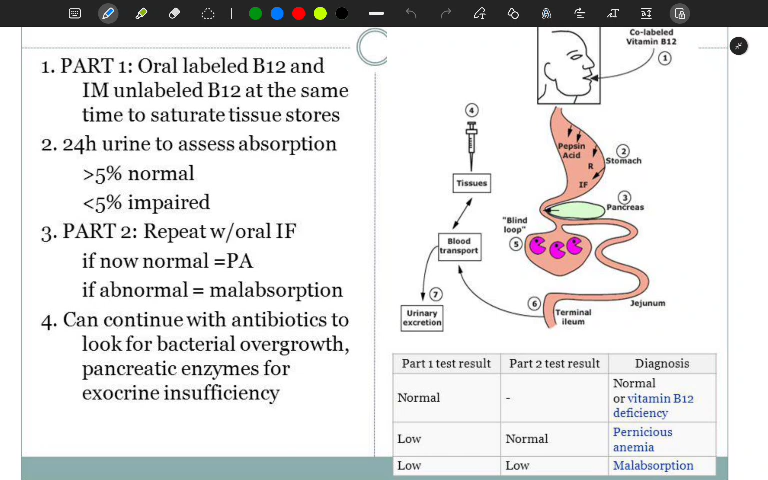 1. PART 1: Oral labeled B12 and
IM unlabeled B12 at the same
time to saturate tissue stores
2. 24h urine to assess absorption
>5% normal
<5% impaired
3. PART 2: Repeat w/oral IF
if now normal =PA
if abnormal = malabsorption
4. Can continue with antibiotics to
look for bacterial overgrowth,
pancreatic enzymes for
exocrine insufficiency
Co-labeled
Vitamin B12
1
4
Pepsin
Acid
R
IF
2
Stomach
Tissues
3
Pancreas
"Blind
loop"
5
Blood
transport
7
Urinary
excretion
6
Terminal
ileum
Jejunum
Part 1 test result Part 2 test result Diagnosis
Normal - Normal
or vitamin B12
deficiency
Low Normal Pernicious
anemia
Low Low Malabsorption